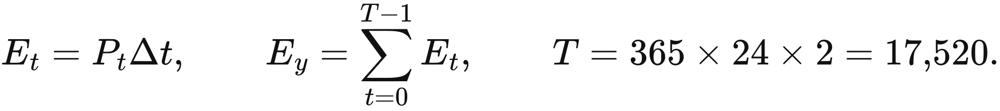 E_t = P_t Δt, E_y = \sum_{t=0}^{T-1} E_t, T = 365 × 24 × 2 = 17,520.